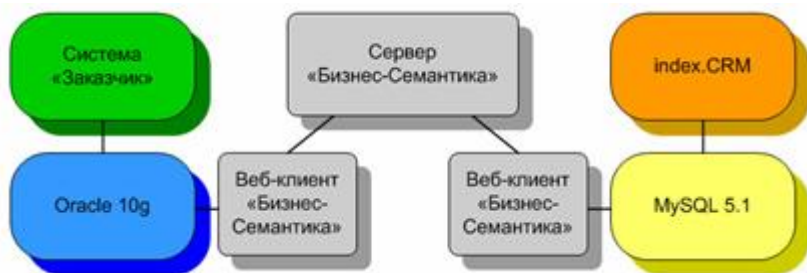 Система
«Заказчик»
Сервер
«Бизнес-Семантика»
index.CRM
Oracle 10g
Веб-клиент
«Бизнес-
Семантика»
Веб-клиент
«Бизнес-
Семантика»
MySQL 5.1